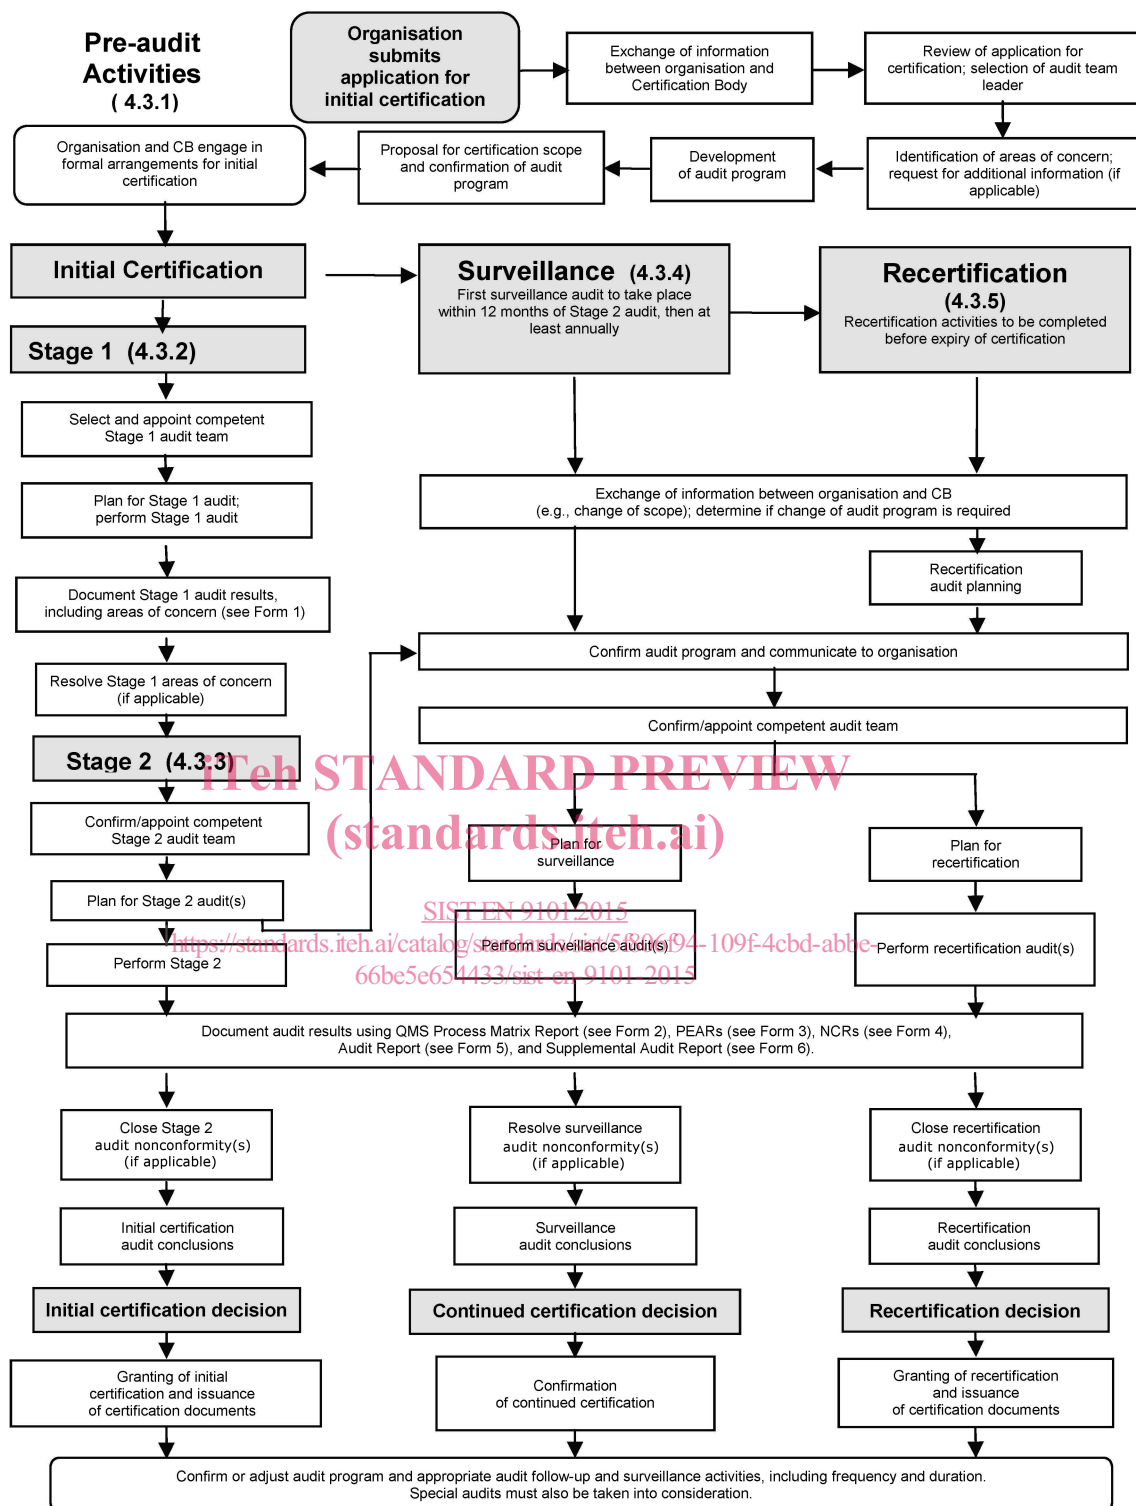 Pre-audit
Activities
( 4.3.1)
Organisation
submits
application for
initial certification
Exchange of information
between organisation and
Certification Body
Review of application for
certification; selection of audit team
leader
Organisation and CB engage in
formal arrangements for initial
certification
Proposal for certification scope
and confirmation of audit
program
Development
of audit program
Identification of areas of concern;
request for additional information (if
applicable)
Initial Certification
Surveillance (4.3.4)
First surveillance audit to take place
within 12 months of Stage 2 audit, then at
least annually
Recertification
(4.3.5)
Recertification activities to be completed
before expiry of certification
Stage 1 (4.3.2)
Select and appoint competent
Stage 1 audit team
Plan for Stage 1 audit;
perform Stage 1 audit
Exchange of information between organisation and CB
(e.g., change of scope); determine if change of audit program is required
Recertification
audit planning
Document Stage 1 audit results,
including areas of concern (see Form 1)
Confirm audit program and communicate to organisation
Resolve Stage 1 areas of concern
(if applicable)
Confirm/appoint competent audit team
Stage 2 (4.3.3)
iTeh STANDARD PREVIEW
(standards.iteh.ai)
Confirm/appoint competent
Stage 2 audit team
Plan for
surveillance
Plan for
recertification
Plan for Stage 2 audit(s)
SIST EN 9101:2015
https://standards.iteh.ai/catalog/standards/sist/5f806f94-109f-4cbd-abbe-
66be5e654433/sist-en-9101-2015
Perform Stage 2
Perform surveillance audit(s)
Perform recertification audit(s)
Document audit results using QMS Process Matrix Report (see Form 2), PEARs (see Form 3), NCRs (see Form 4),
Audit Report (see Form 5), and Supplemental Audit Report (see Form 6).
Close Stage 2
audit nonconformity(s)
(if applicable)
Resolve surveillance
audit nonconformity(s)
(if applicable)
Close recertification
audit nonconformity(s)
(if applicable)
Initial certification
audit conclusions
Surveillance
audit conclusions
Recertification
audit conclusions
Initial certification decision
Continued certification decision
Recertification decision
Granting of initial
certification and issuance
of certification documents
Confirmation
of continued certification
Granting of recertification
and issuance
of certification documents
Confirm or adjust audit program and appropriate audit follow-up and surveillance activities, including frequency and duration.
Special audits must also be taken into consideration.